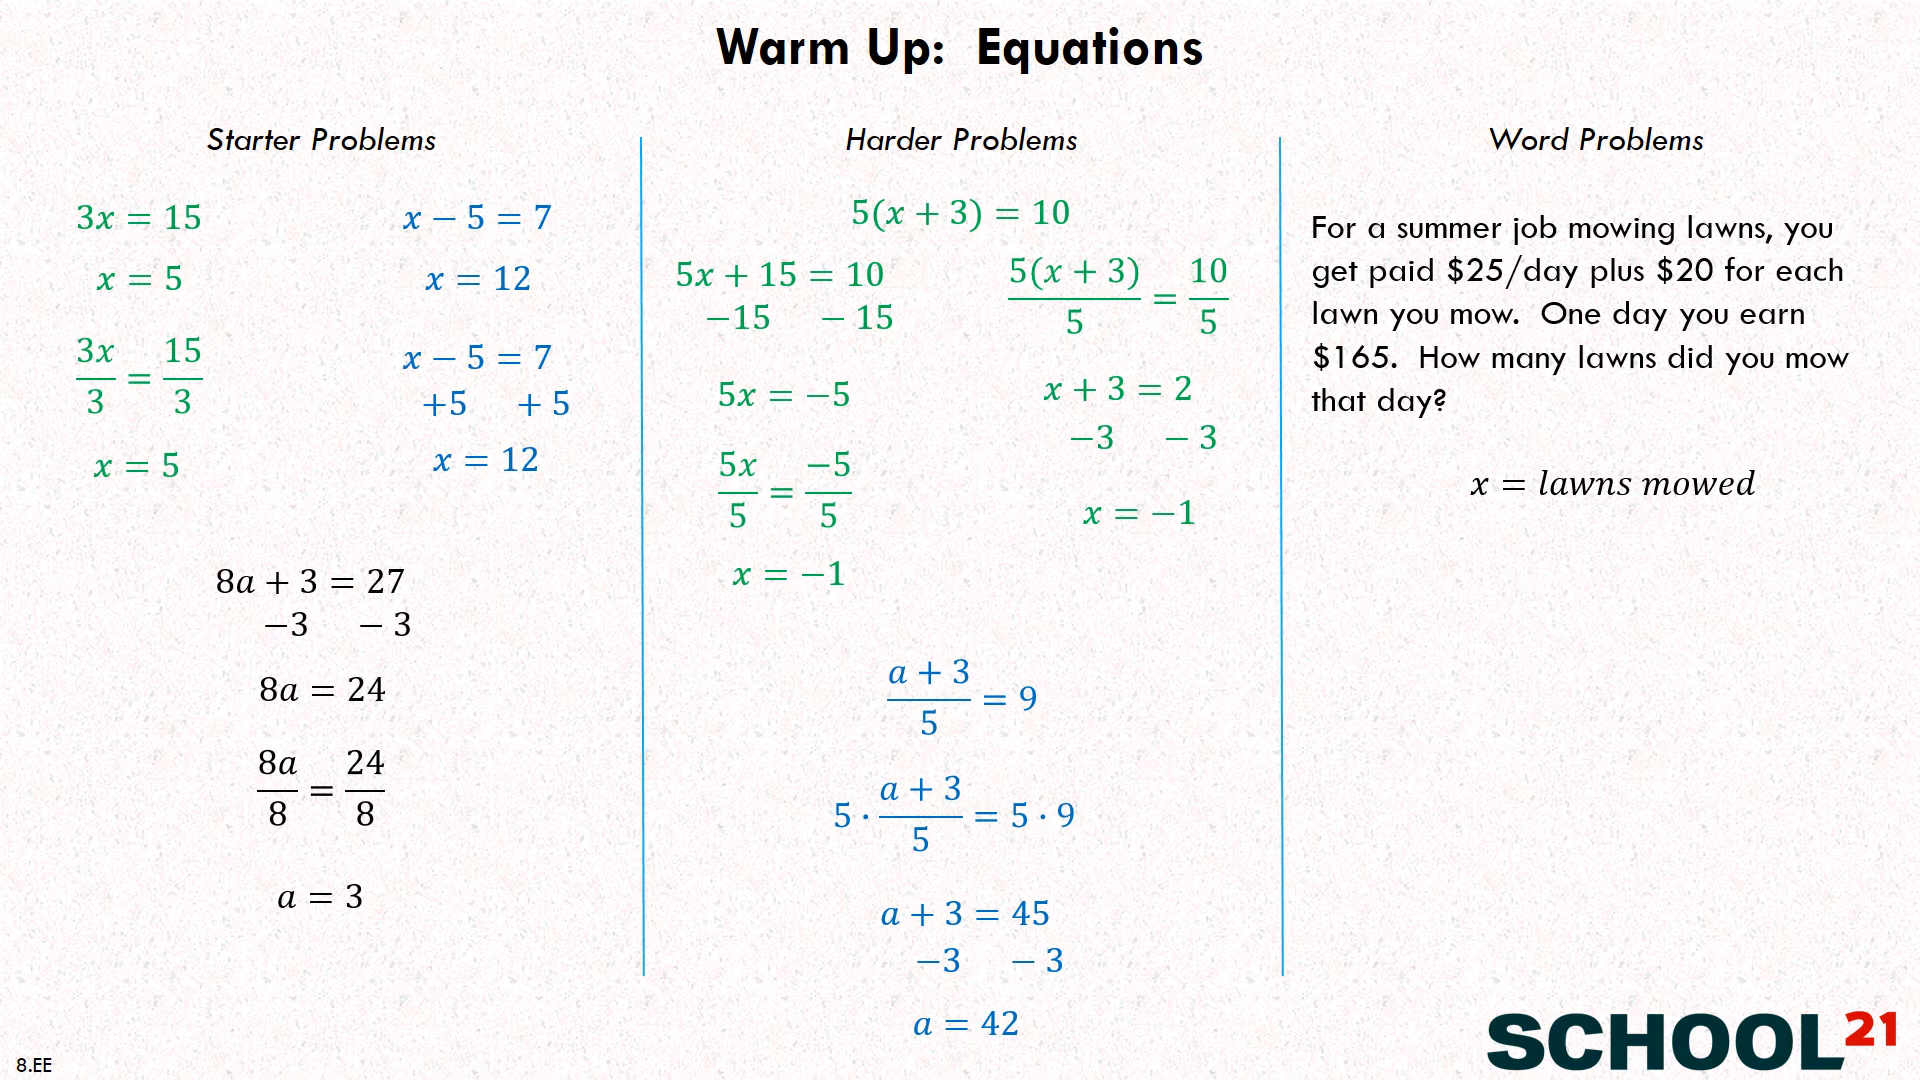 Warm Up:  Equations
Starter Problems
3x = 15
x = 5
3x/3 = 15/3
x = 5
x − 5 = 7
x = 12
x − 5 = 7
+5 + 5
x = 12
8a + 3 = 27
−3 − 3
8a = 24
8a/8 = 24/8
a = 3
Harder Problems
5(x + 3) = 10
5x + 15 = 10
−15 − 15
5x = −5
5x/5 = −5/5
x = −1
5(x + 3)/5 = 10/5
x + 3 = 2
−3 − 3
x = −1
a + 3/5 = 9
5 · a + 3/5 = 5 · 9
a + 3 = 45
−3 − 3
a = 42
Word Problems
For a summer job mowing lawns, you
get paid $25/day plus $20 for each
lawn you mow.  One day you earn
$165.  How many lawns did you mow
that day?
x = lawns mowed
8.EE
SCHOOL21